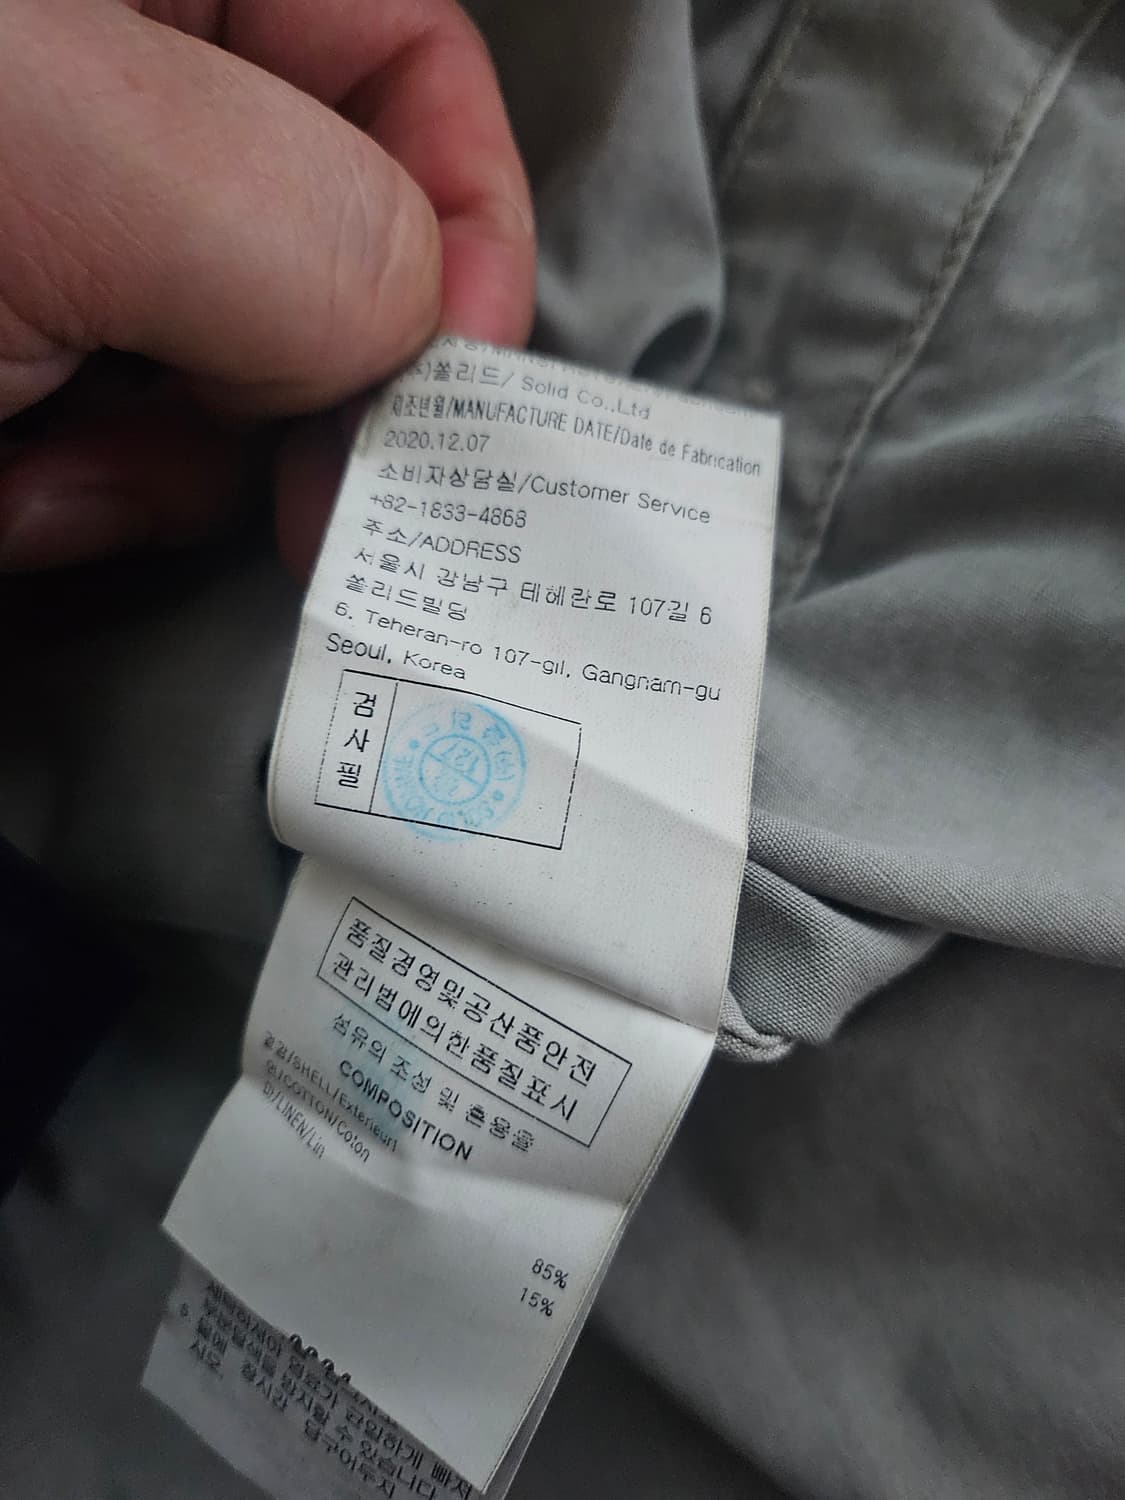 쏠리드/ Solid Co.,Ltd
제조년월/MANUFACTURE DATE/Date de Fabrication
2020.12.07
소비자상담실/Customer Service
+82-1833-4868
주소/ADDRESS
서울시 강남구 테헤란로 107길 6
쏠리드빌딩
6, Teheran-ro 107-gil, Gangnam-gu
Seoul, Korea
검사필
품질경영및공산품안전
관리법에의한품질표시
섬유의 조성 및 혼용율
COMPOSITION
겉감/SHELL/Exterieurt
면/COTTON/Coton
마/LINEN/Lin
85%
15%